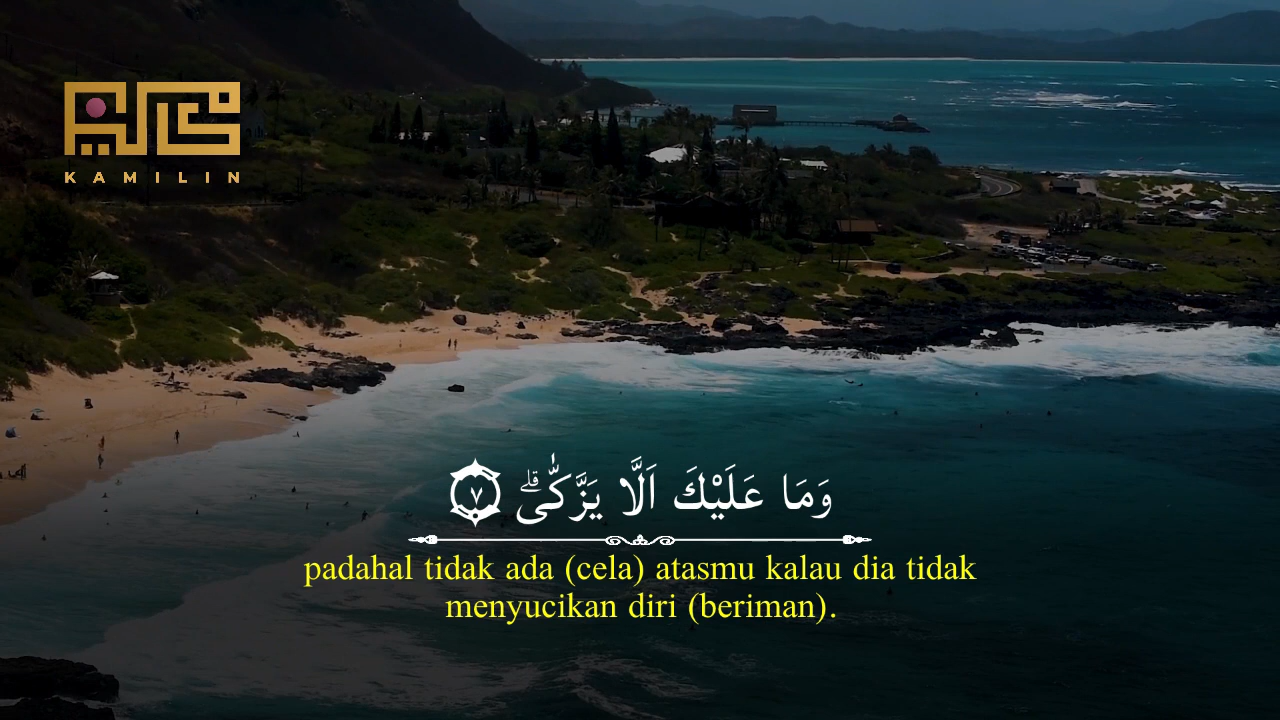 KAMILIN
وَمَا عَلَيْكَ اَلَّا يَزَّكّٰىۗ ٧
padahal tidak ada (cela) atasmu kalau dia tidak
menyucikan diri (beriman).